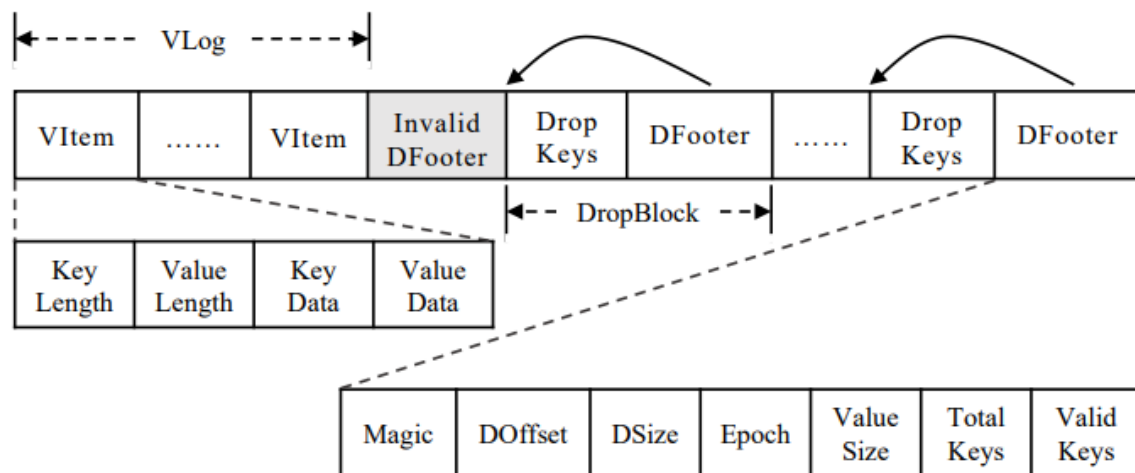 VLog
VItem
......
VItem
Invalid
DFooter
Drop
Keys
DFooter
......
Drop
Keys
DFooter
DropBlock
Key
Length
Value
Length
Key
Data
Value
Data
Magic
DOffset
DSize
Epoch
Value
Size
Total
Keys
Valid
Keys